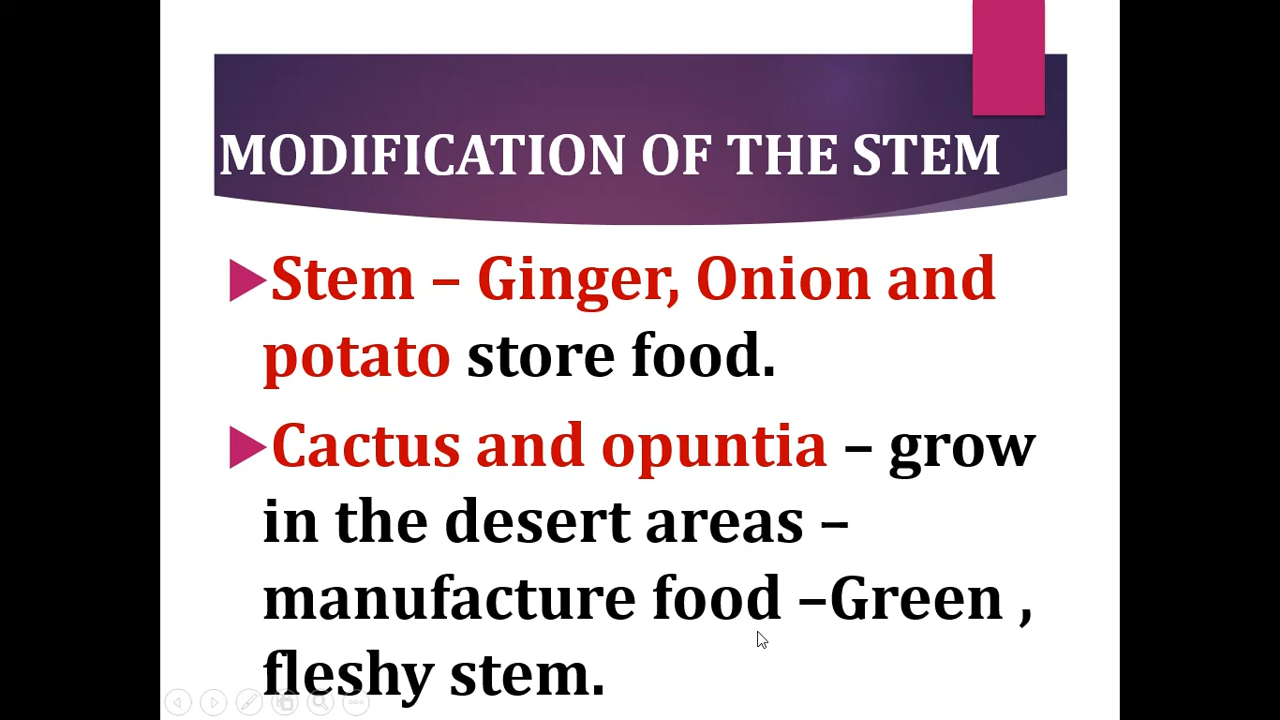 MODIFICATION OF THE STEM
Stem – Ginger, Onion and
potato store food.
Cactus and opuntia – grow
in the desert areas –
manufacture food –Green ,
fleshy stem.